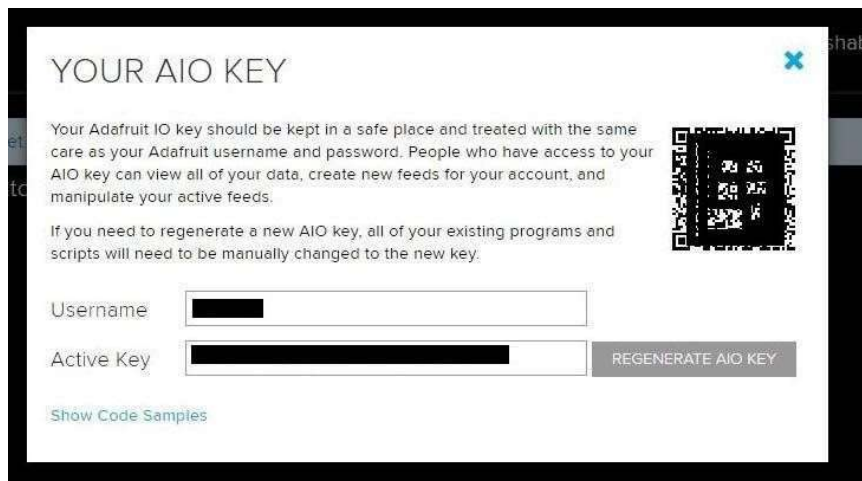 YOUR AIO KEY
Your Adafruit IO key should be kept in a safe place and treated with the same
care as your Adafruit username and password. People who have access to your
AIO key can view all of your data, create new feeds for your account, and
manipulate your active feeds.
If you need to regenerate a new AIO key, all of your existing programs and
scripts will need to be manually changed to the new key.
Username
Active Key
REGENERATE AIO KEY
Show Code Samples